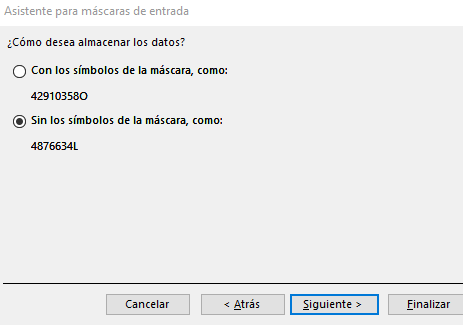 Asistente para máscaras de entrada
¿Cómo desea almacenar los datos?
Con los símbolos de la máscara, como:
42910358O
Sin los símbolos de la máscara, como:
4876634L
Cancelar < Atrás Siguiente > Finalizar